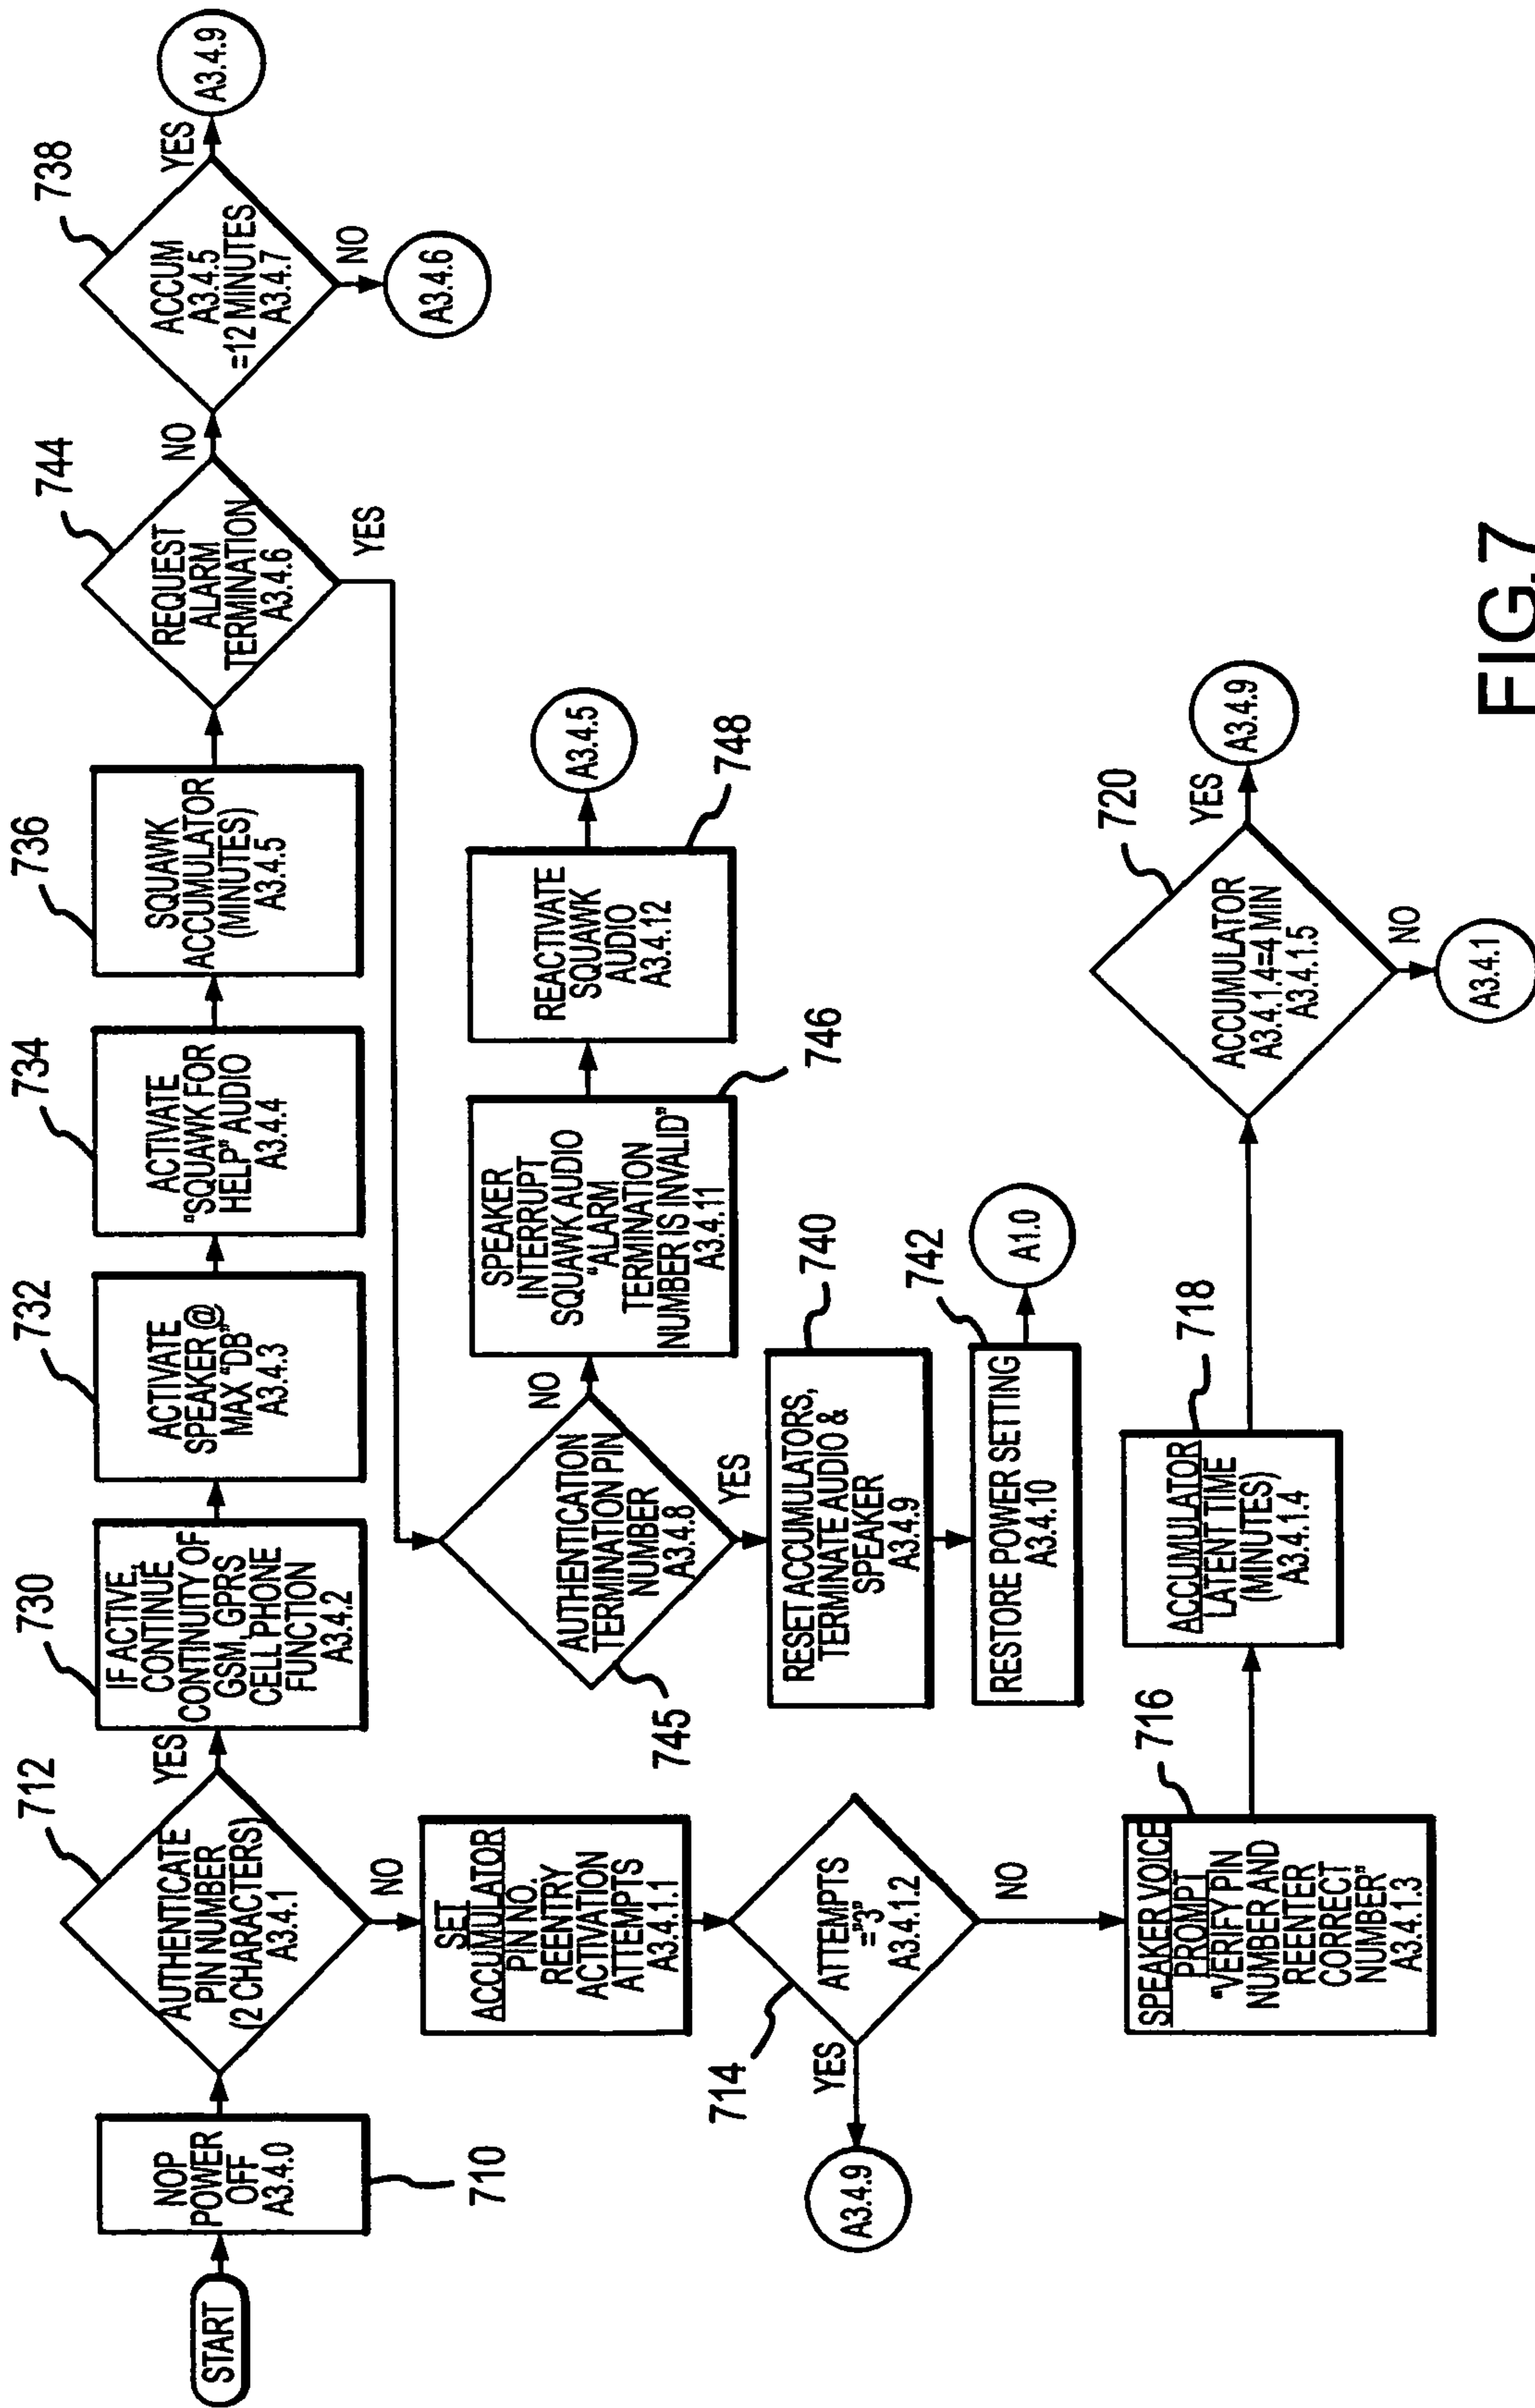 START
NOP
POWER
OFF
A3.4.0
710
AUTHENTICATE
PIN NUMBER
(2 CHARACTERS)
A3.4.1
712
YES
NO
IF ACTIVE,
CONTINUE
CONTINUITY OF
GSM, GPRS
CELL PHONE
FUNCTION
A3.4.2
730
ACTIVATE
SPEAKER @
MAX "DB"
A3.4.3
732
ACTIVATE
"SQUAWK FOR
HELP" AUDIO
A3.4.4
734
SQUAWK
ACCUMULATOR
(MINUTES)
A3.4.5
736
REQUEST
ALARM
TERMINATION
A3.4.6
744
NO
YES
ACCUM
A3.4.5
=12 MINUTES
A3.4.7
738
YES
A3.4.9
NO
A3.4.6
SET
ACCUMULATOR
PIN NO.
REENTRY
ACTIVATION
ATTEMPTS
A3.4.1.1
AUTHENTICATION
TERMINATION PIN
NUMBER
A3.4.8
745
NO
YES
SPEAKER
INTERRUPT
SQUAWK AUDIO
"ALARM
TERMINATION
NUMBER IS INVALID"
A3.4.11
746
REACTIVATE
SQUAWK
AUDIO
A3.4.12
748
A3.4.5
RESET ACCUMULATORS,
TERMINATE AUDIO &
SPEAKER
A3.4.9
740
RESTORE POWER SETTING
A3.4.10
742
A1.0
ATTEMPTS
="3"
A3.4.1.2
714
YES
A3.4.9
NO
SPEAKER VOICE
PROMPT
"VERIFY PIN
NUMBER AND
REENTER
CORRECT
NUMBER"
A3.4.1.3
716
ACCUMULATOR
LATENT TIME
(MINUTES)
A3.4.1.4
718
ACCUMULATOR
A3.4.1.4=4 MIN
A3.4.1.5
720
YES
A3.4.9
NO
A3.4.1
FIG.7